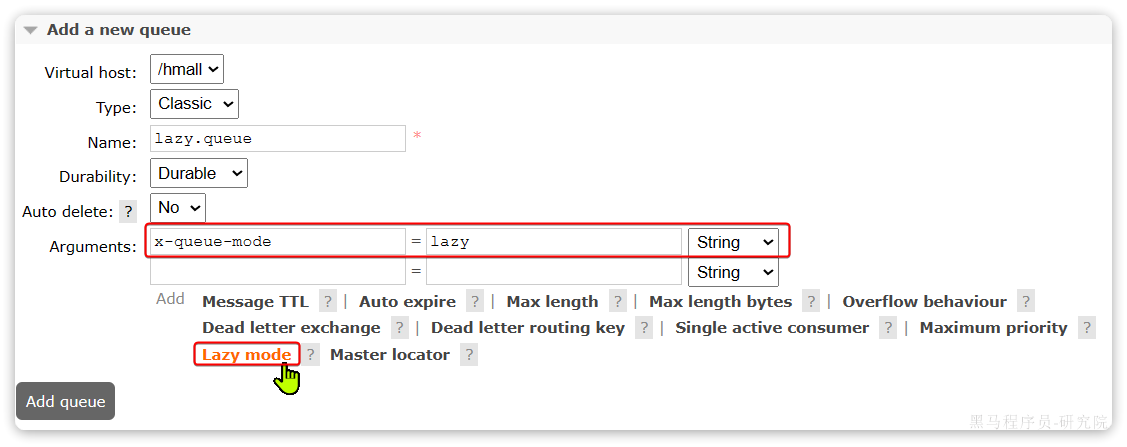 Add a new queue
Virtual host: /hmall
Type: Classic
Name: lazy.queue *
Durability: Durable
Auto delete: ? No
Arguments: x-queue-mode = lazy String
= String
Add Message TTL ? | Auto expire ? | Max length ? | Max length bytes ? | Overflow behaviour ?
Dead letter exchange ? | Dead letter routing key ? | Single active consumer ? | Maximum priority ?
Lazy mode ? Master locator ?
Add queue
黑马程序员-研究院